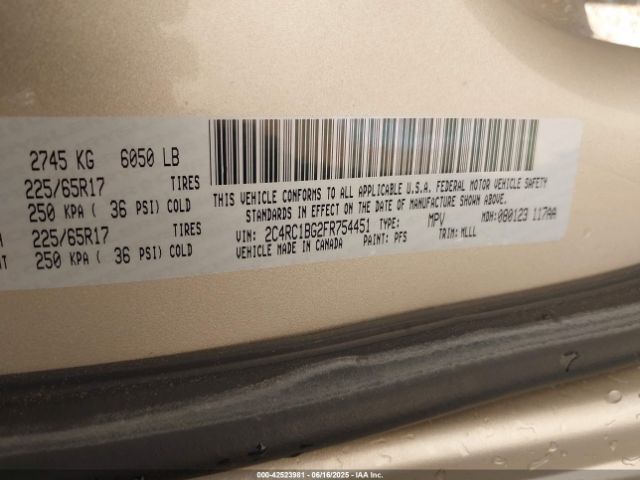 2745 KG 6050 LB
225/65R17 TIRES
250 KPA ( 36 PSI) COLD
225/65R17 TIRES
250 KPA ( 36 PSI) COLD
THIS VEHICLE CONFORMS TO ALL APPLICABLE U.S.A. FEDERAL MOTOR VEHICLE SAFETY
STANDARDS IN EFFECT ON THE DATE OF MANUFACTURE SHOWN ABOVE.
VIN: 2C4RC1BG2FR754451 TYPE: MPV MDH: 080123 117AA
VEHICLE MADE IN CANADA PAINT: PFS TRIM: MLLL
000-42523981 - 06/16/2025 - IAAI.COM